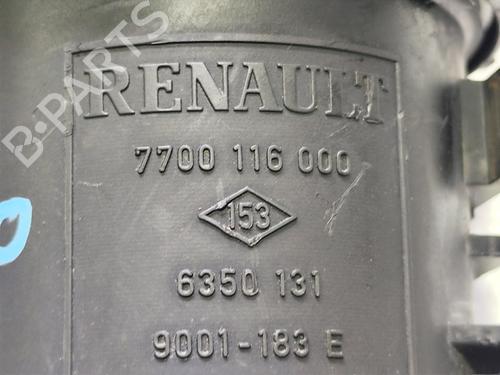 B-PARTS
RENAULT
7700 116 000
153
6350 131
9001-183 E